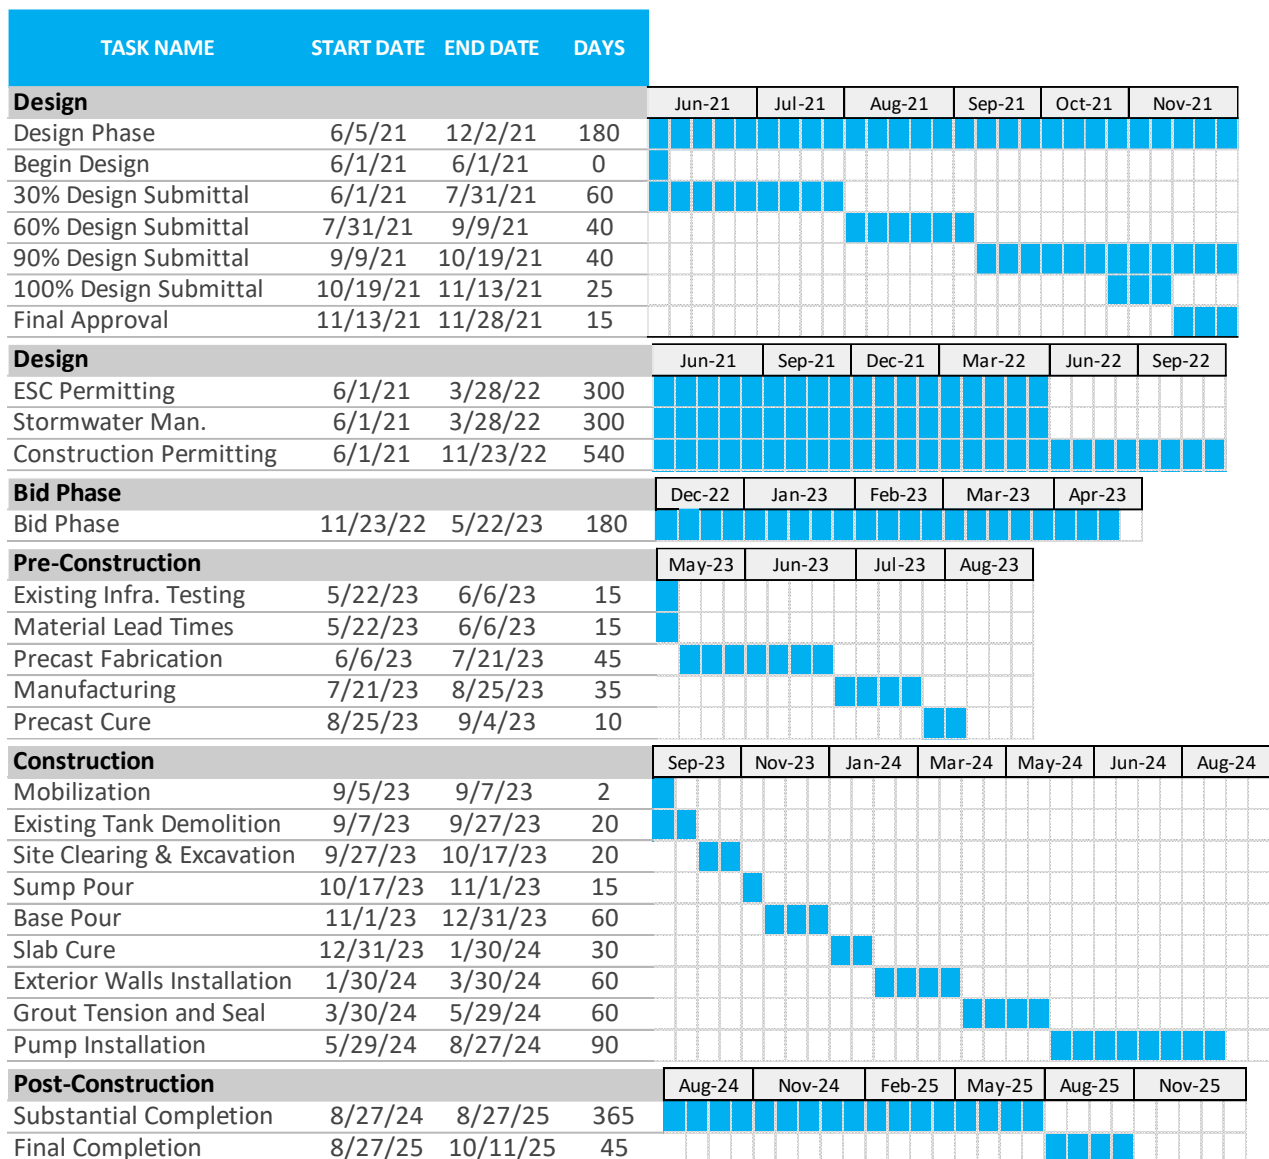 TASK NAME START DATE END DATE DAYS
Design Jun-21 Jul-21 Aug-21 Sep-21 Oct-21 Nov-21
Design Phase 6/5/21 12/2/21 180
Begin Design 6/1/21 6/1/21 0
30% Design Submittal 6/1/21 7/31/21 60
60% Design Submittal 7/31/21 9/9/21 40
90% Design Submittal 9/9/21 10/19/21 40
100% Design Submittal 10/19/21 11/13/21 25
Final Approval 11/13/21 11/28/21 15
Design Jun-21 Sep-21 Dec-21 Mar-22 Jun-22 Sep-22
ESC Permitting 6/1/21 3/28/22 300
Stormwater Man. 6/1/21 3/28/22 300
Construction Permitting 6/1/21 11/23/22 540
Bid Phase Dec-22 Jan-23 Feb-23 Mar-23 Apr-23
Bid Phase 11/23/22 5/22/23 180
Pre-Construction May-23 Jun-23 Jul-23 Aug-23
Existing Infra. Testing 5/22/23 6/6/23 15
Material Lead Times 5/22/23 6/6/23 15
Precast Fabrication 6/6/23 7/21/23 45
Manufacturing 7/21/23 8/25/23 35
Precast Cure 8/25/23 9/4/23 10
Construction Sep-23 Nov-23 Jan-24 Mar-24 May-24 Jun-24 Aug-24
Mobilization 9/5/23 9/7/23 2
Existing Tank Demolition 9/7/23 9/27/23 20
Site Clearing & Excavation 9/27/23 10/17/23 20
Sump Pour 10/17/23 11/1/23 15
Base Pour 11/1/23 12/31/23 60
Slab Cure 12/31/23 1/30/24 30
Exterior Walls Installation 1/30/24 3/30/24 60
Grout Tension and Seal 3/30/24 5/29/24 60
Pump Installation 5/29/24 8/27/24 90
Post-Construction Aug-24 Nov-24 Feb-25 May-25 Aug-25 Nov-25
Substantial Completion 8/27/24 8/27/25 365
Final Completion 8/27/25 10/11/25 45